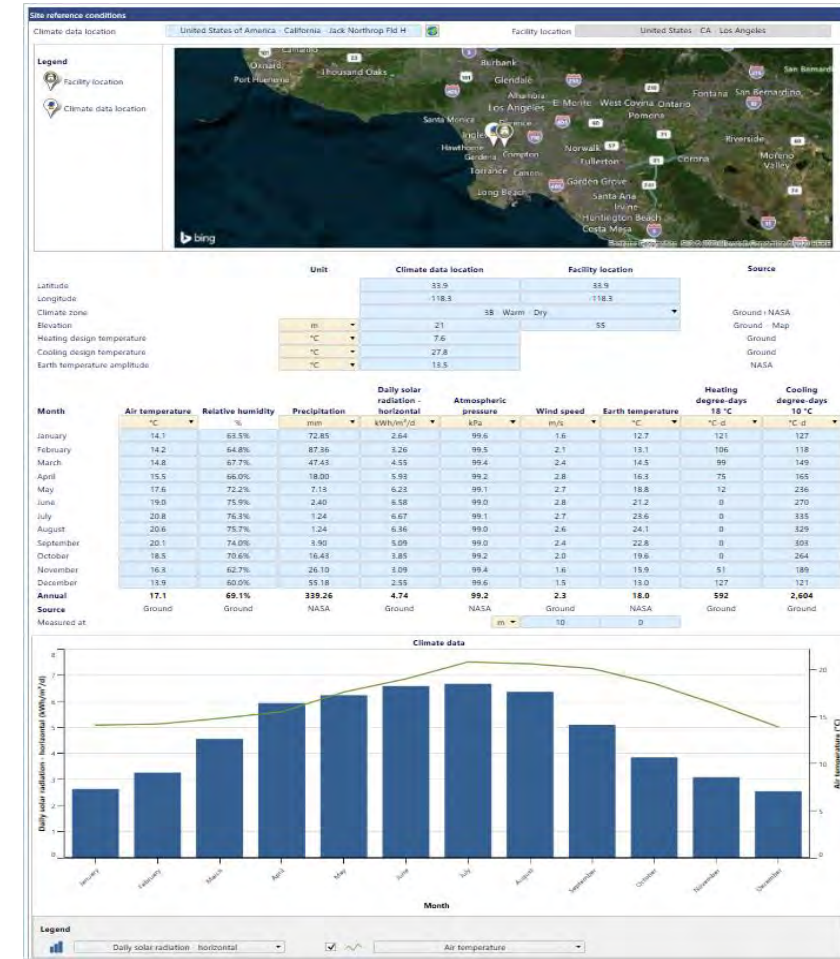 Site reference conditions
Climate data location United States of America - California - Jack Northrop Fld H Facility location United States - CA - Los Angeles
Legend
Facility location
Climate data location
Camarillo
Oxnard
Port Hueneme
Thousand Oaks
Burbank
Glendale
Alhambra
Los Angeles El Monte West Covina Ontario
Fontana San Bernardino
San Bernardi
Pomona
Santa Monica
Hawthorne
Gardena Compton
Norwalk
Fullerton
Corona
Riverside
Moreno
Valley
Torrance Carson
Long Beach
Garden Grove
Santa Ana
Irvine
Huntington Beach
Costa Mesa
bing
Unit Climate data location Facility location Source
Latitude 33.9 33.9
Longitude -118.3 -118.3
Climate zone 3B - Warm - Dry Ground+NASA
Elevation m 21 55 Ground - Map
Heating design temperature °C 7.6 Ground
Cooling design temperature °C 27.8 Ground
Earth temperature amplitude °C 13.5 NASA
Month Air temperature Relative humidity Precipitation Daily solar radiation - horizontal Atmospheric pressure Wind speed Earth temperature Heating degree-days 18 °C Cooling degree-days 10 °C
°C % mm kWh/m²/d kPa m/s °C °C-d °C-d
January 14.1 63.5% 72.85 2.64 99.6 1.6 12.7 121 127
February 14.2 64.8% 87.36 3.26 99.5 2.1 13.1 106 118
March 14.8 67.7% 47.43 4.55 99.4 2.4 14.5 99 149
April 15.5 66.0% 18.00 5.93 99.2 2.8 16.3 75 165
May 17.6 72.2% 7.13 6.23 99.1 2.7 18.8 12 236
June 19.0 75.9% 2.40 6.58 99.0 2.8 21.2 0 270
July 20.8 76.3% 1.24 6.67 99.1 2.7 23.6 0 335
August 20.6 75.7% 1.24 6.36 99.0 2.6 24.1 0 329
September 20.1 74.0% 3.90 5.09 99.0 2.4 22.8 0 303
October 18.5 70.6% 16.43 3.85 99.2 2.0 19.6 0 264
November 16.3 62.7% 26.10 3.09 99.4 1.6 15.9 51 189
December 13.9 60.0% 55.18 2.55 99.6 1.5 13.0 127 121
Annual 17.1 69.1% 339.26 4.74 99.2 2.3 18.0 592 2,604
Source Ground Ground NASA Ground NASA Ground NASA Ground Ground
Measured at m 10 0
Climate data
Daily solar radiation - horizontal (kWh/m²/d)
8
7
6
5
4
3
2
1
0
20
15
10
5
0
Air temperature (°C)
January February March April May June July August September October November December
Month
Legend
Daily solar radiation - horizontal Air temperature